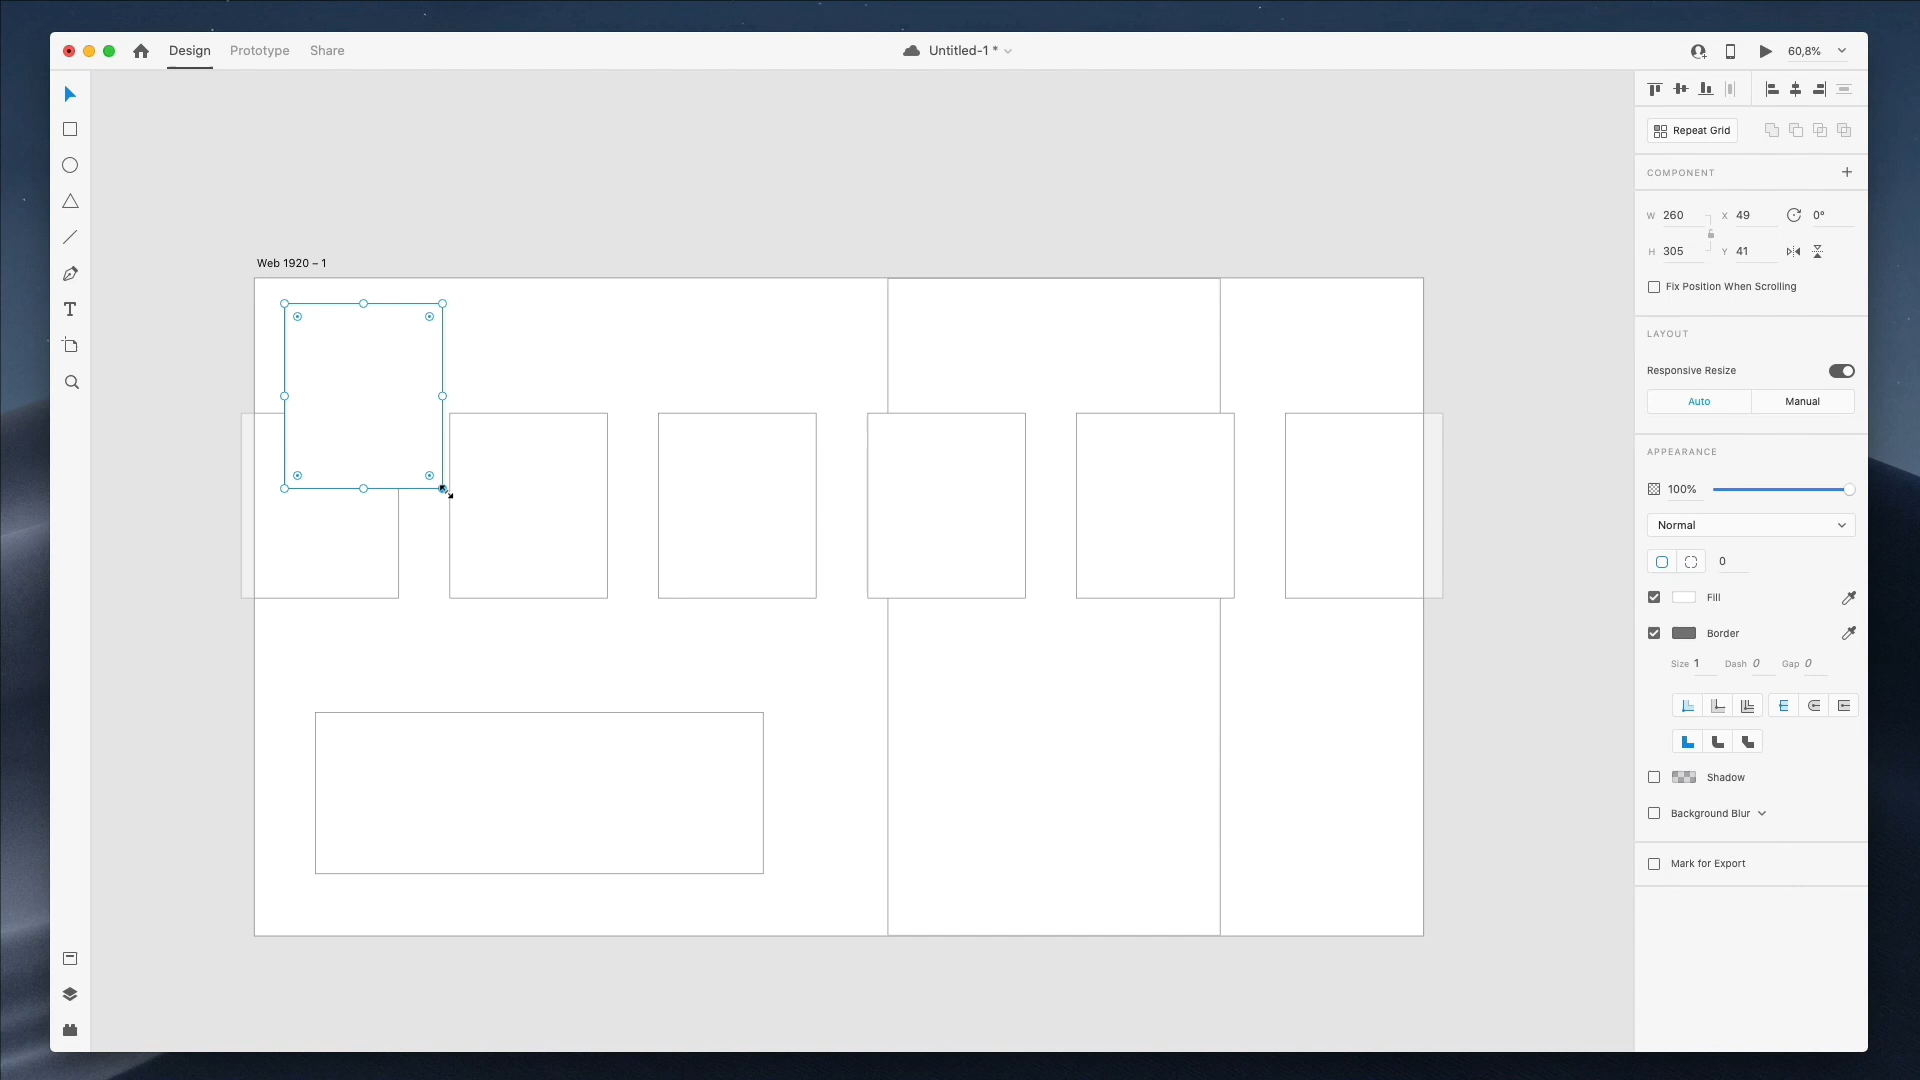 Design Prototype Share Untitled-1 * 60,8%
Repeat Grid
COMPONENT
W 260 X 49 0°
H 305 Y 41
Fix Position When Scrolling
LAYOUT
Responsive Resize
Auto Manual
APPEARANCE
100%
Normal
0
Fill
Border
Size 1 Dash 0 Gap 0
Shadow
Background Blur
Mark for Export
Web 1920 – 1
T